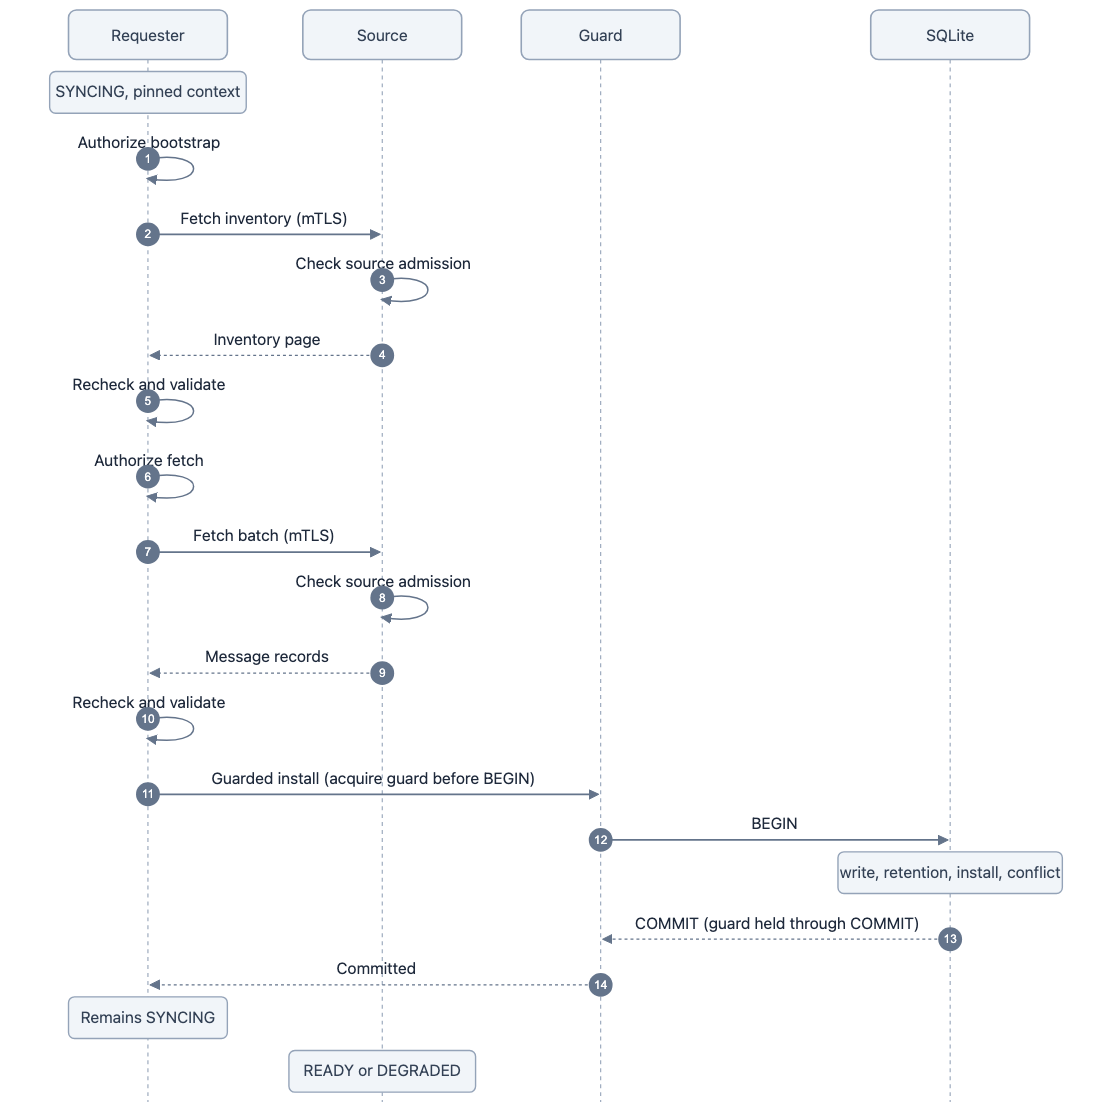 Requester
Source
Guard
SQLite
SYNCING, pinned context
Authorize bootstrap
1
Fetch inventory (mTLS)
2
Check source admission
3
Inventory page
4
Recheck and validate
5
Authorize fetch
6
Fetch batch (mTLS)
7
Check source admission
8
Message records
9
Recheck and validate
10
Guarded install (acquire guard before BEGIN)
11
BEGIN
12
write, retention, install, conflict
COMMIT (guard held through COMMIT)
13
Committed
14
Remains SYNCING
READY or DEGRADED